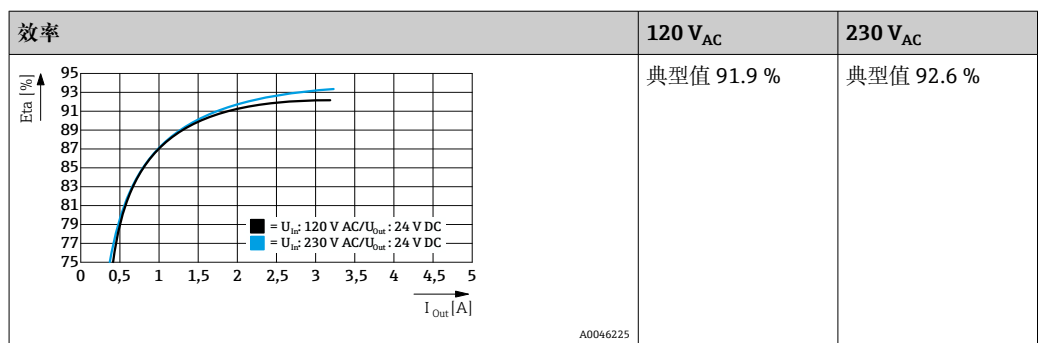 效率
120 V_AC
230 V_AC
典型值 91.9 %
典型值 92.6 %
Eta [%]
95
93
91
89
87
85
83
81
79
77
75
= U_In: 120 V AC/U_Out : 24 V DC
= U_In: 230 V AC/U_Out : 24 V DC
0 0,5 1 1,5 2 2,5 3 3,5 4 4,5 5
I_Out [A]
A0046225